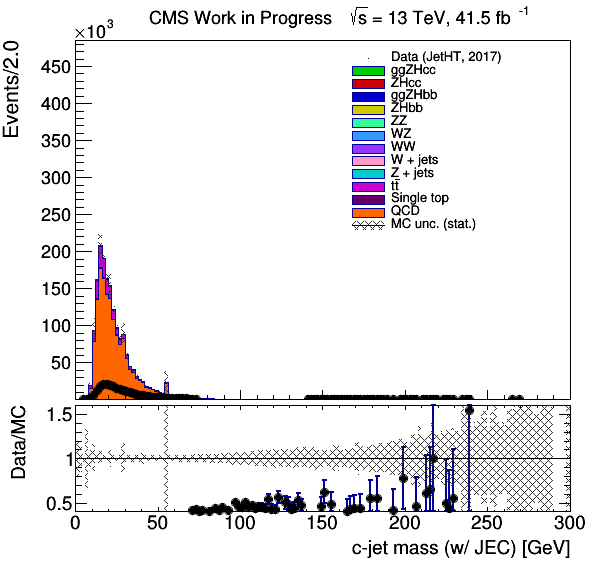 CMS Work in Progress √s = 13 TeV, 41.5 fb⁻¹
×10³
Events/2.0
450
400
350
300
250
200
150
100
50
Data (JetHT, 2017)
ggZHcc
ZHcc
ggZHbb
ZHbb
ZZ
WZ
WW
W + jets
Z + jets
tt̄
Single top
QCD
MC unc. (stat.)
Data/MC
1.5
1
0.5
0 50 100 150 200 250 300
c-jet mass (w/ JEC) [GeV]